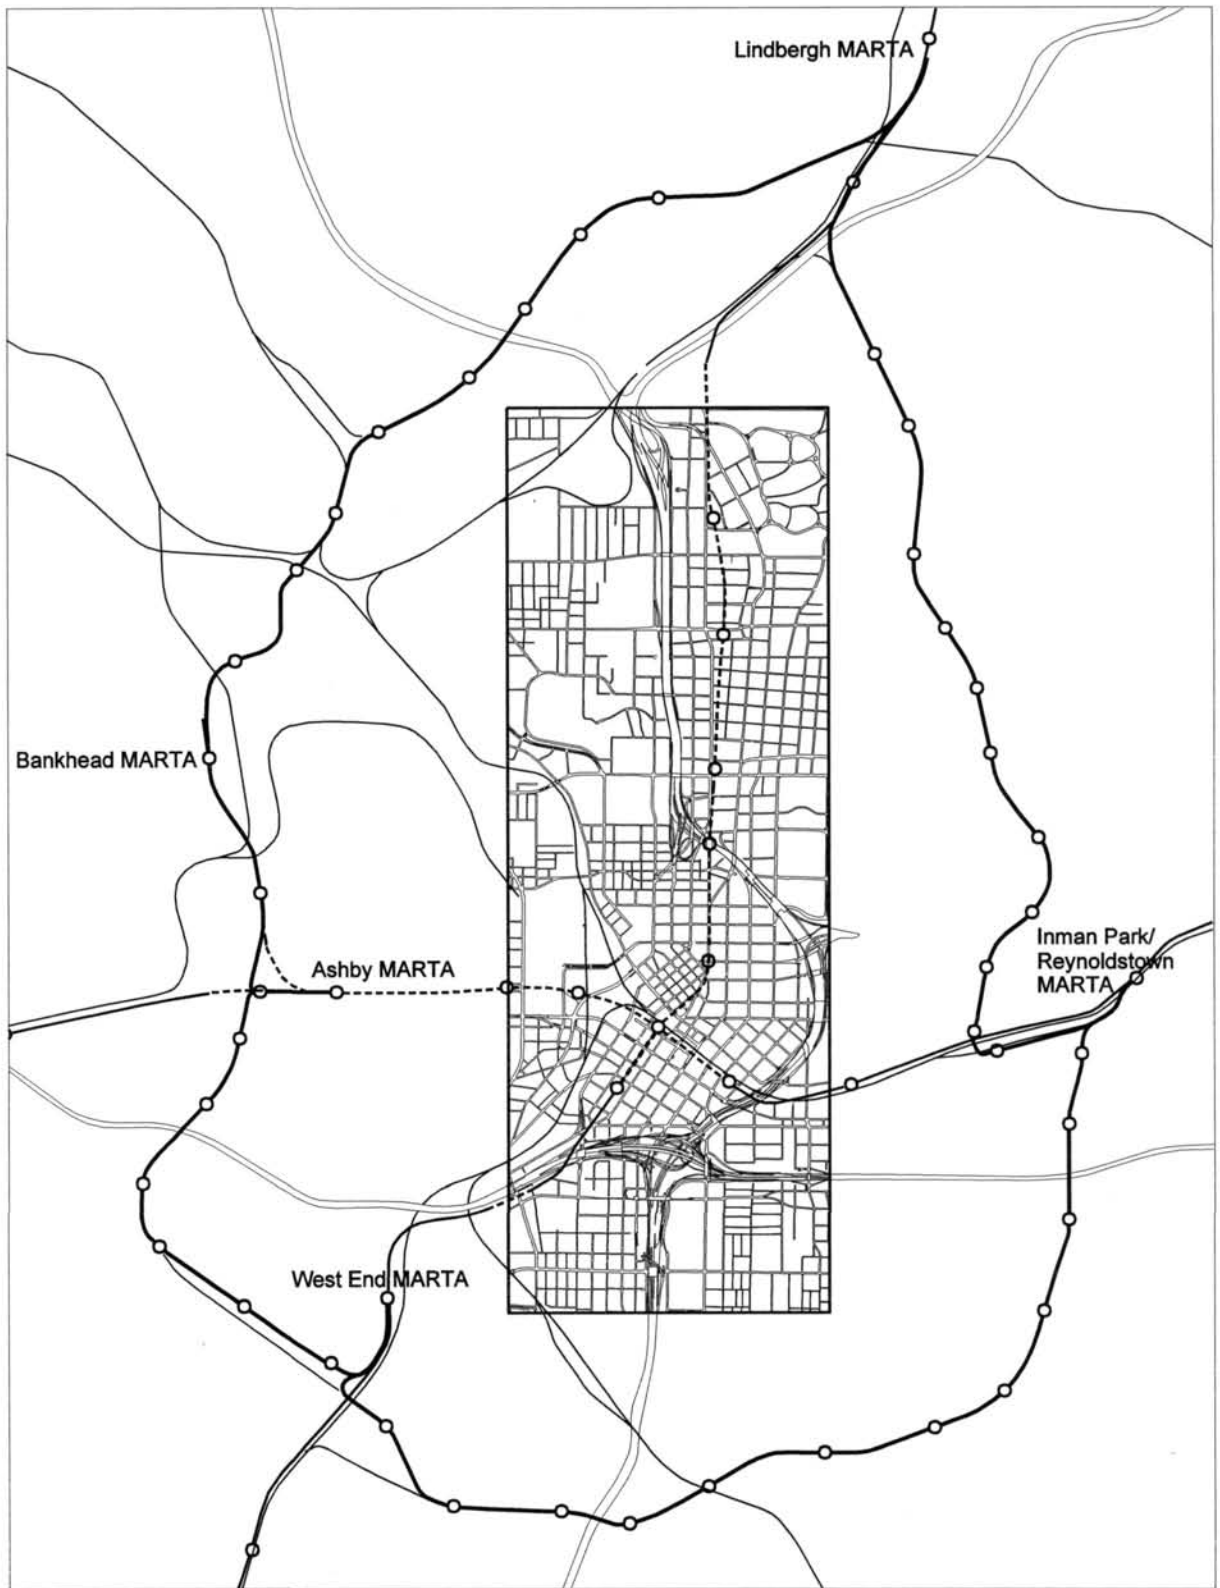 Lindbergh MARTA
Bankhead MARTA
Inman Park/
Reynoldstown
MARTA
Ashby MARTA
West End MARTA